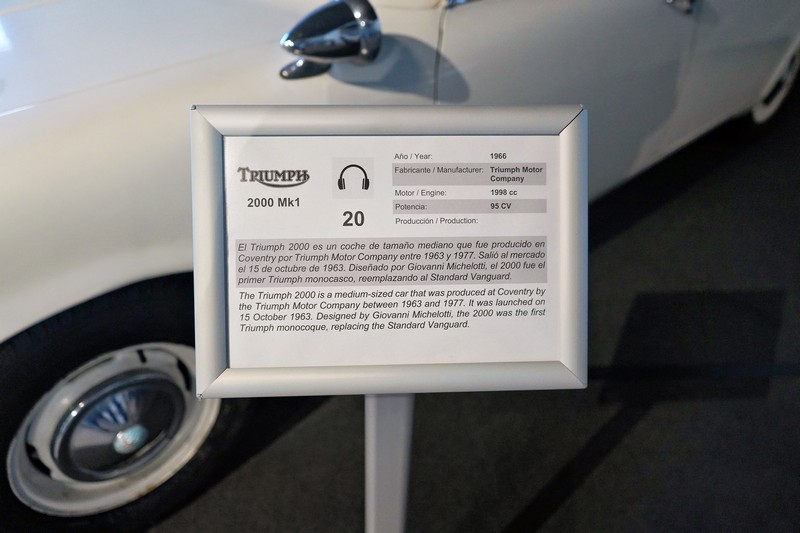 TRIUMPH
2000 Mk1
20
Año / Year: 1966
Fabricante / Manufacturer: Triumph Motor
Company
Motor / Engine: 1998 cc
Potencia: 95 CV
Producción / Production:
El Triumph 2000 es un coche de tamaño mediano que fue producido en
Coventry por Triumph Motor Company entre 1963 y 1977. Salió al mercado
el 15 de octubre de 1963. Diseñado por Giovanni Michelotti, el 2000 fue el
primer Triumph monocasco, reemplazando al Standard Vanguard.
The Triumph 2000 is a medium-sized car that was produced at Coventry by
the Triumph Motor Company between 1963 and 1977. It was launched on
15 October 1963. Designed by Giovanni Michelotti, the 2000 was the first
Triumph monocoque, replacing the Standard Vanguard.